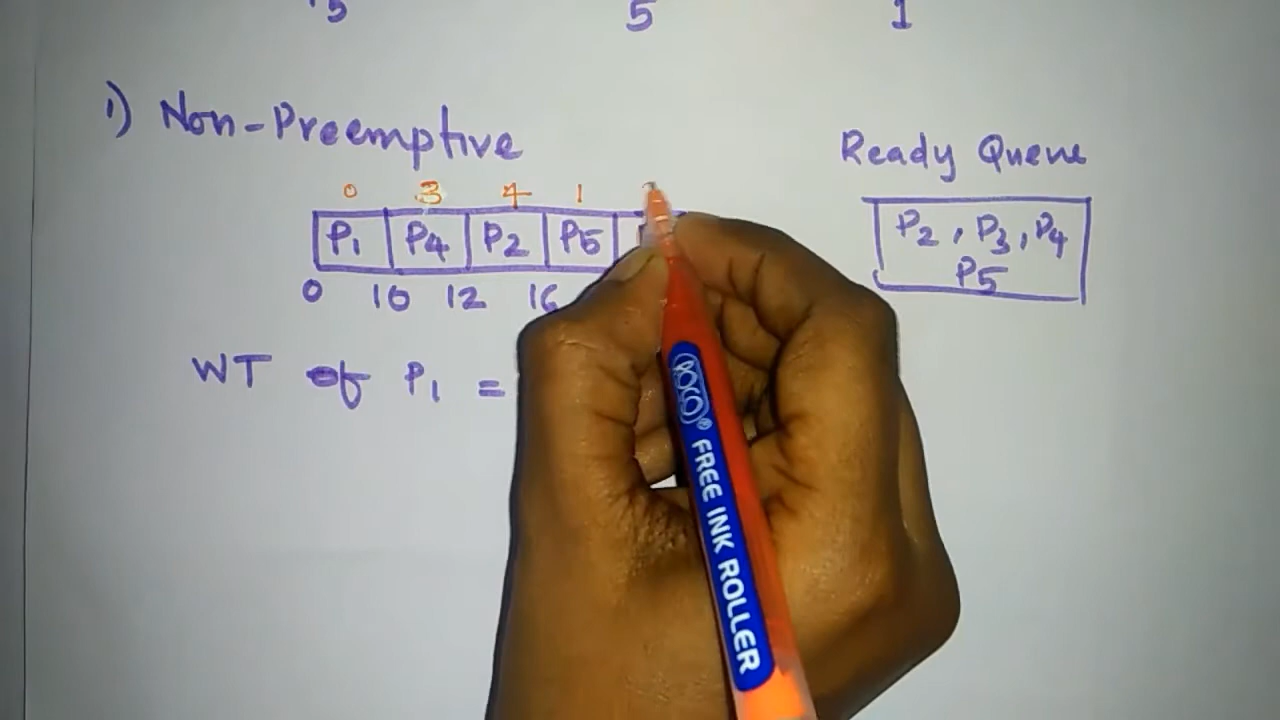 5 5 1
1) Non-Preemptive
Ready Queue
0 3 4 1
P1 P4 P2 P5
P2, P3, P4
P5
0 10 12 16
WT of P1 =
POCO® FREE INK ROLLER